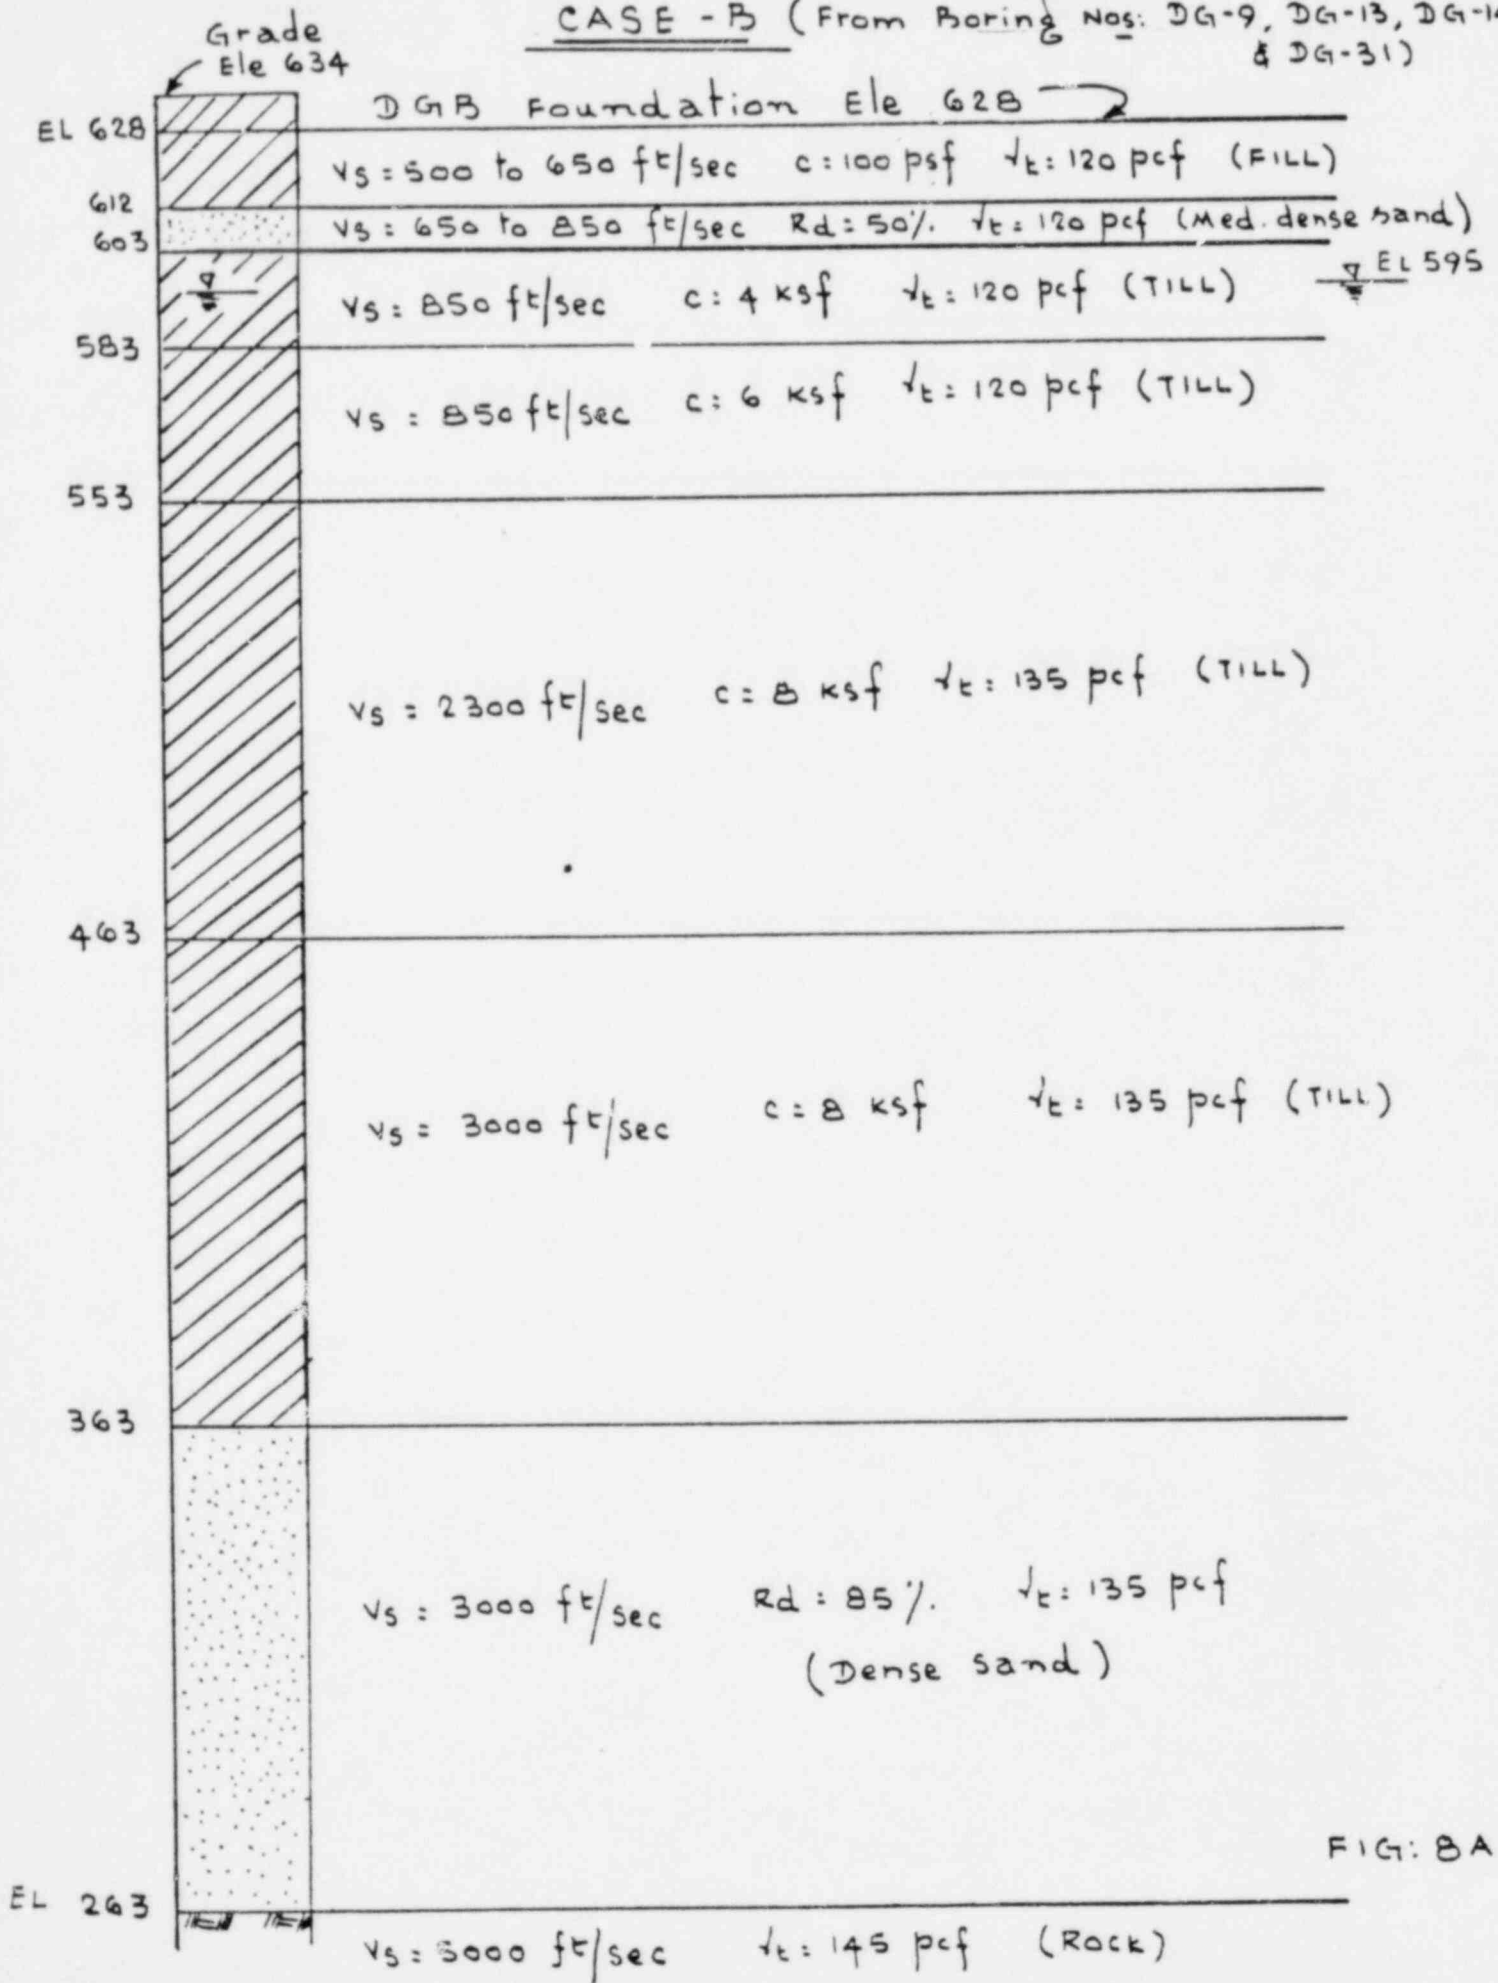 CASE - B (From Boring Nos: DG-9, DG-13, DG-14
& DG-31)
Grade
Ele 634
DGB Foundation Ele 628
EL 628
Vs = 500 to 650 ft/sec c = 100 psf γt = 120 pcf (FILL)
612
Vs = 650 to 850 ft/sec Rd = 50% γt = 120 pcf (Med. dense sand)
603
EL 595
Vs = 850 ft/sec c = 4 ksf γt = 120 pcf (TILL)
583
Vs = 850 ft/sec c = 6 ksf γt = 120 pcf (TILL)
553
Vs = 2300 ft/sec c = 8 ksf γt = 135 pcf (TILL)
463
Vs = 3000 ft/sec c = 8 ksf γt = 135 pcf (TILL)
363
Vs = 3000 ft/sec Rd = 85% γt = 135 pcf
(Dense sand)
FIG: 8A
EL 263
Vs = 5000 ft/sec γt = 145 pcf (ROCK)